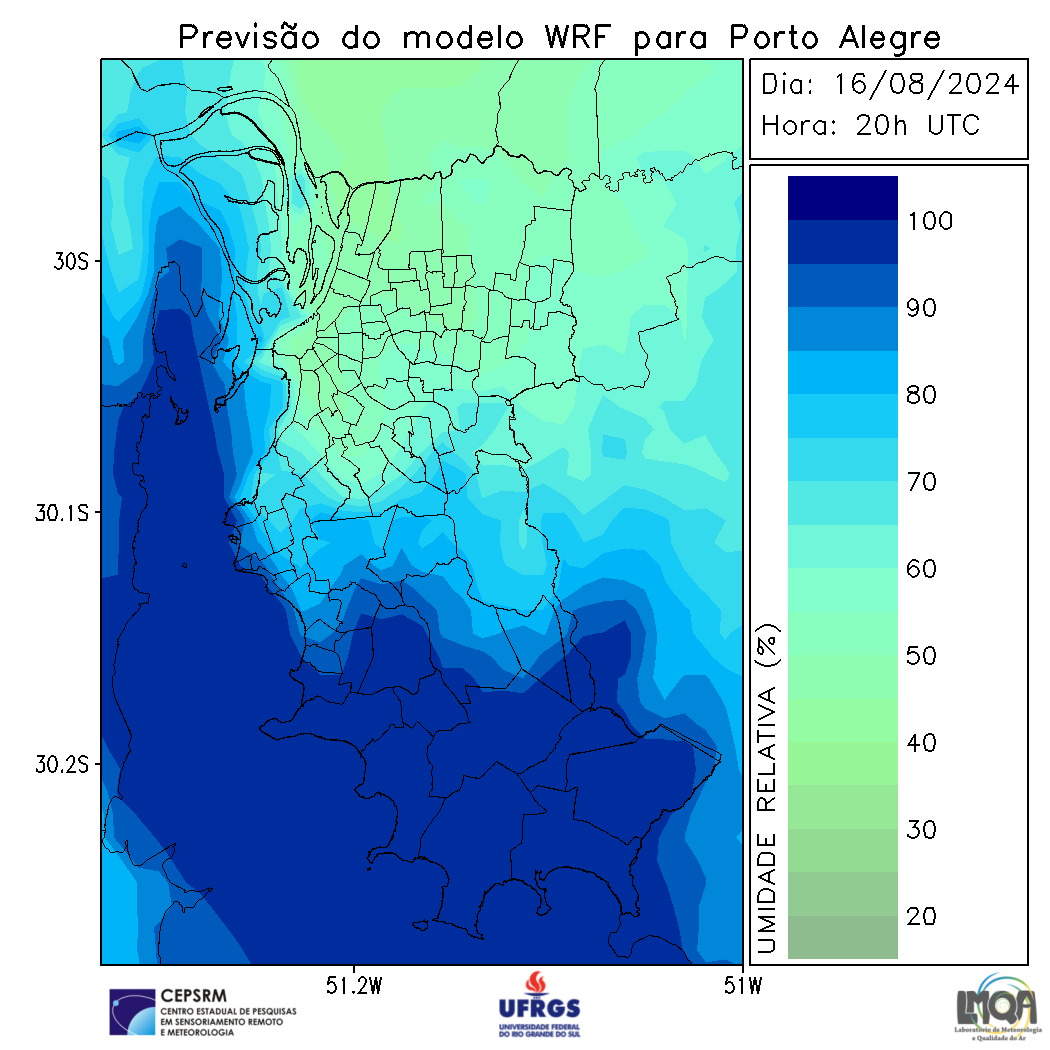 Previsão do modelo WRF para Porto Alegre
Dia: 16/08/2024
Hora: 20h UTC
30S
30.1S
30.2S
51.2W
51W
UMIDADE RELATIVA (%)
100
90
80
70
60
50
40
30
20
CEPSRM
CENTRO ESTADUAL DE PESQUISAS
EM SENSORIAMENTO REMOTO
E METEOROLOGIA
UFRGS
UNIVERSIDADE FEDERAL
DO RIO GRANDE DO SUL
LMQA
Laboratório de Meteorologia
e Qualidade do Ar